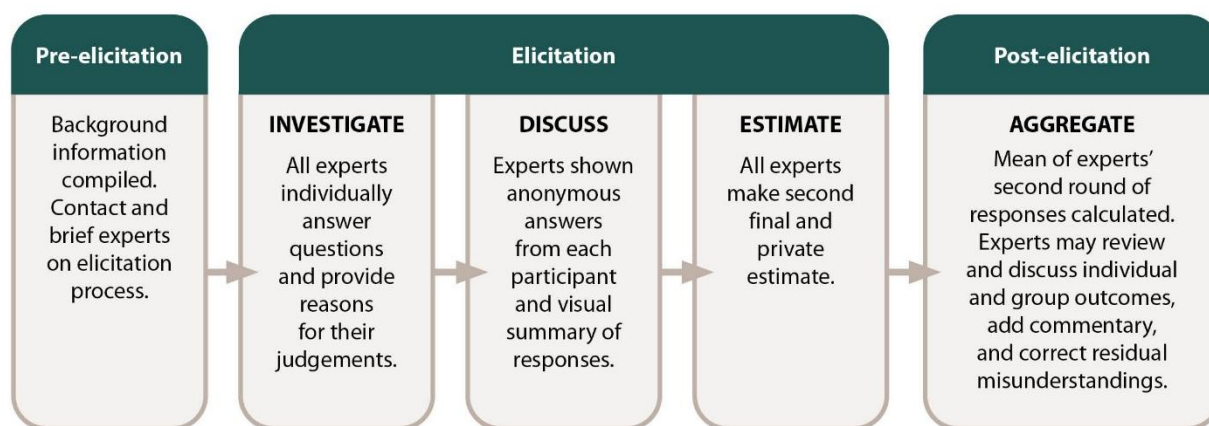 Pre-elicitation
Background
information
compiled.
Contact and
brief experts
on elicitation
process.
Elicitation
INVESTIGATE
All experts
individually
answer
questions
and provide
reasons
for their
judgements.
DISCUSS
Experts shown
anonymous
answers
from each
participant
and visual
summary of
responses.
ESTIMATE
All experts
make second
final and
private
estimate.
Post-elicitation
AGGREGATE
Mean of experts’
second round of
responses calculated.
Experts may review
and discuss individual
and group outcomes,
add commentary,
and correct residual
misunderstandings.